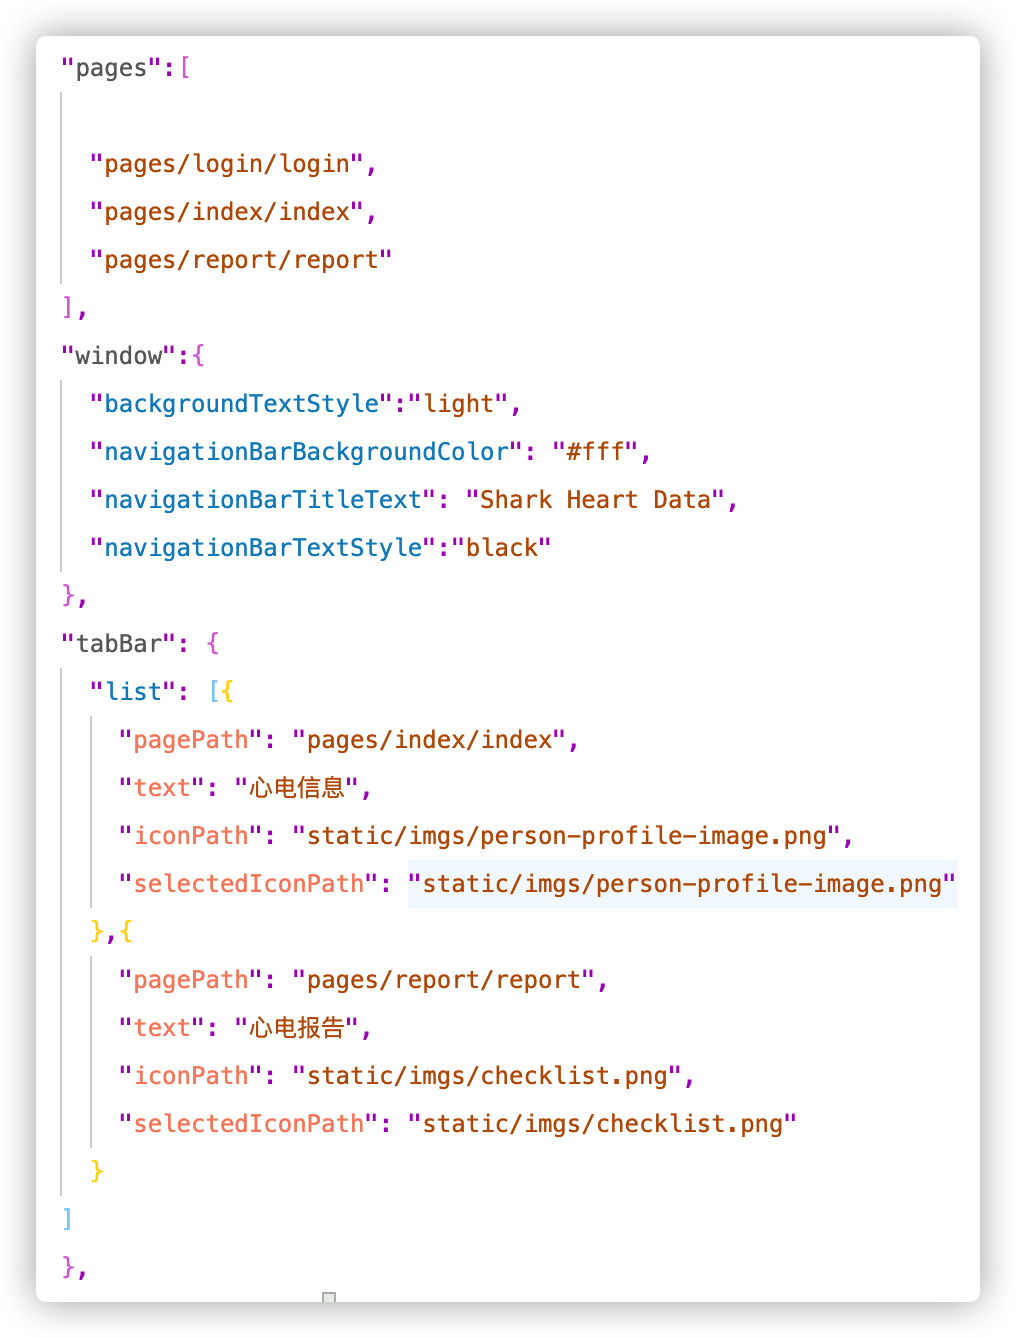 "pages":[
"pages/login/login",
"pages/index/index",
"pages/report/report"
],
"window":{
"backgroundTextStyle":"light",
"navigationBarBackgroundColor": "#fff",
"navigationBarTitleText": "Shark Heart Data",
"navigationBarTextStyle":"black"
},
"tabBar": {
"list": [{
"pagePath": "pages/index/index",
"text": "心电信息",
"iconPath": "static/imgs/person-profile-image.png",
"selectedIconPath": "static/imgs/person-profile-image.png"
},{
"pagePath": "pages/report/report",
"text": "心电报告",
"iconPath": "static/imgs/checklist.png",
"selectedIconPath": "static/imgs/checklist.png"
}
]
},